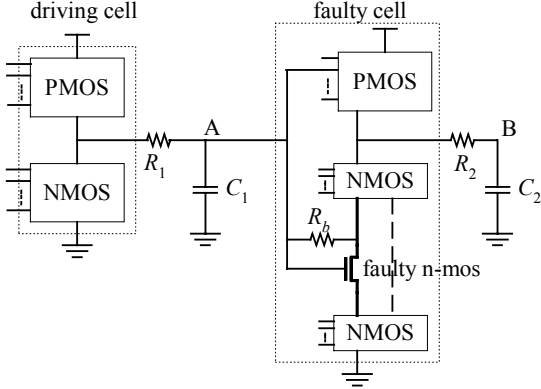 driving cell
faulty cell
PMOS
PMOS
A
B
R1
R2
NMOS
C1
NMOS
C2
Rb
faulty n-mos
NMOS